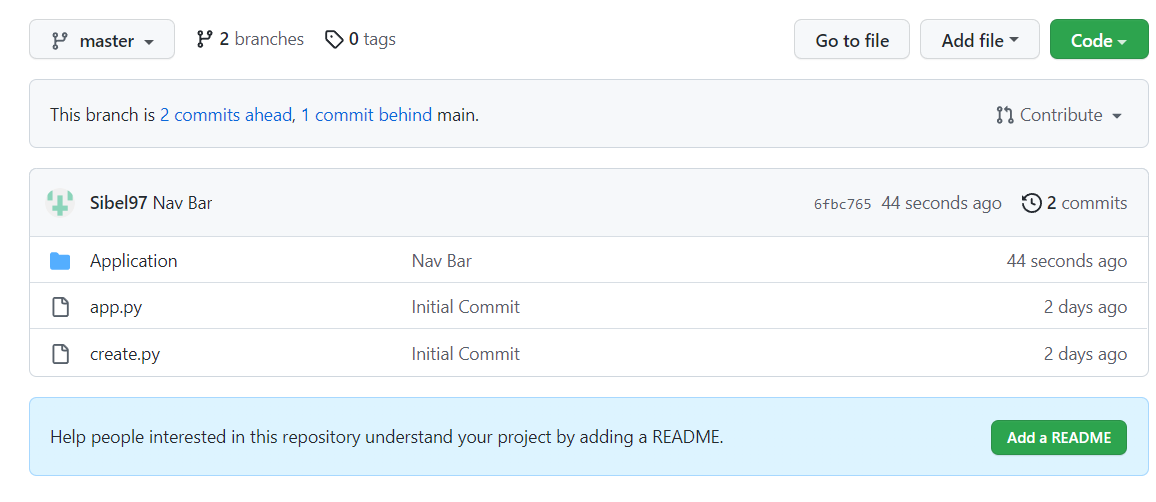 master 2 branches 0 tags Go to file Add file Code
This branch is 2 commits ahead, 1 commit behind main. Contribute
Sibel97 Nav Bar 6fbc765 44 seconds ago 2 commits
Application Nav Bar 44 seconds ago
app.py Initial Commit 2 days ago
create.py Initial Commit 2 days ago
Help people interested in this repository understand your project by adding a README. Add a README